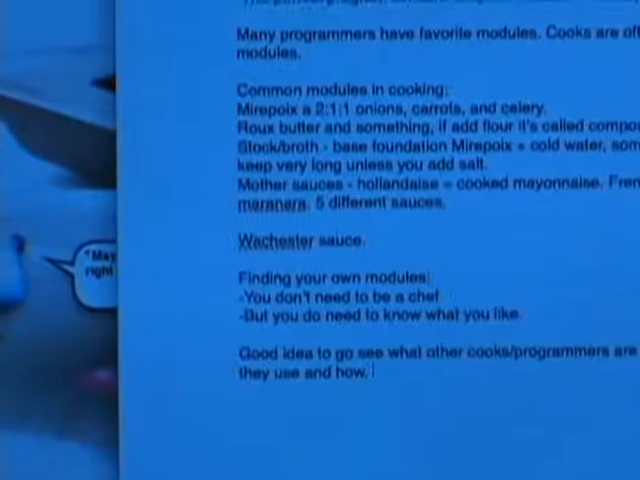 Many programmers have favorite modules. Cooks are
modules.
Common modules in cooking:
Mirepoix a 2:1:1 onions, carrots, and celery.
Roux butter and something, if add flour it's called
Stock/broth - base foundation Mirepoix + cold water,
keep very long unless you add salt.
Mother sauces - hollandaise = cooked mayonnaise.
maranera. 5 different sauces.
Wachester sauce.
"May
right
Finding your own modules:
-You don't need to be a chef
-But you do need to know what you like.
Good idea to go see what other cooks/programmers are
they use and how.